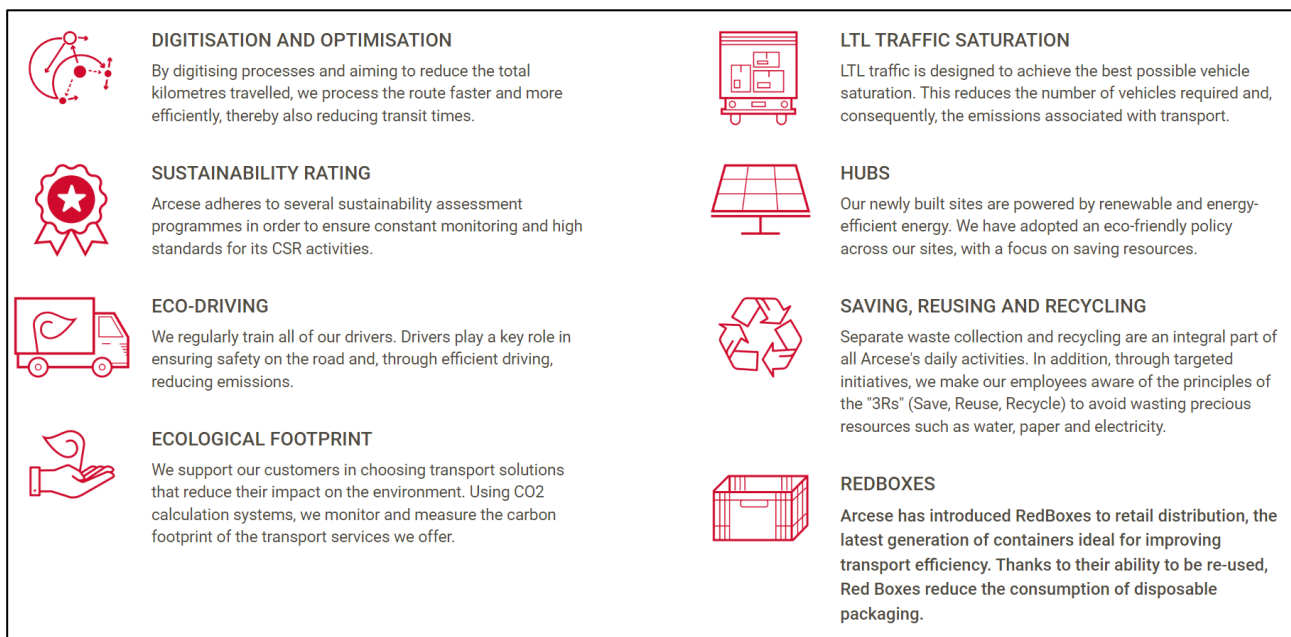 DIGITISATION AND OPTIMISATION
By digitising processes and aiming to reduce the total
kilometres travelled, we process the route faster and more
efficiently, thereby also reducing transit times.
SUSTAINABILITY RATING
Arcese adheres to several sustainability assessment
programmes in order to ensure constant monitoring and high
standards for its CSR activities.
ECO-DRIVING
We regularly train all of our drivers. Drivers play a key role in
ensuring safety on the road and, through efficient driving,
reducing emissions.
ECOLOGICAL FOOTPRINT
We support our customers in choosing transport solutions
that reduce their impact on the environment. Using CO2
calculation systems, we monitor and measure the carbon
footprint of the transport services we offer.
LTL TRAFFIC SATURATION
LTL traffic is designed to achieve the best possible vehicle
saturation. This reduces the number of vehicles required and,
consequently, the emissions associated with transport.
HUBS
Our newly built sites are powered by renewable and energy-
efficient energy. We have adopted an eco-friendly policy
across our sites, with a focus on saving resources.
SAVING, REUSING AND RECYCLING
Separate waste collection and recycling are an integral part of
all Arcese's daily activities. In addition, through targeted
initiatives, we make our employees aware of the principles of
the "3Rs" (Save, Reuse, Recycle) to avoid wasting precious
resources such as water, paper and electricity.
REDBOXES
Arcese has introduced RedBoxes to retail distribution, the
latest generation of containers ideal for improving
transport efficiency. Thanks to their ability to be re-used,
Red Boxes reduce the consumption of disposable
packaging.